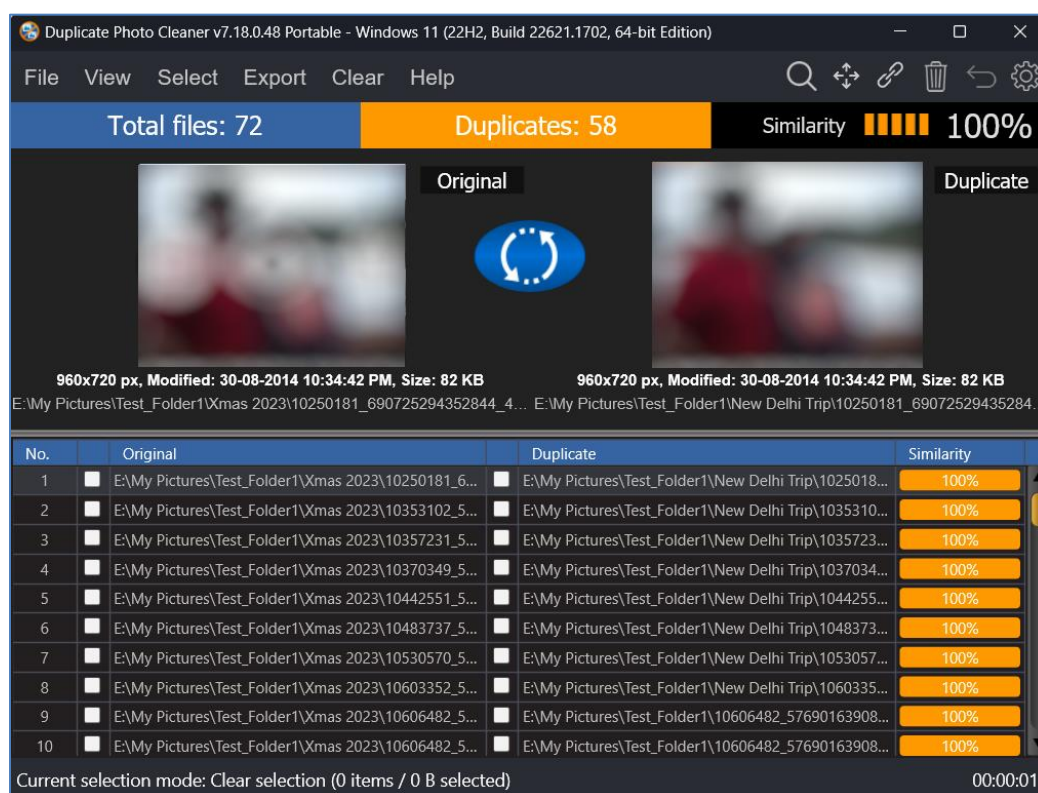 Duplicate Photo Cleaner v7.18.0.48 Portable - Windows 11 (22H2, Build 22621.1702, 64-bit Edition)
File View Select Export Clear Help
Total files: 72 Duplicates: 58 Similarity 100%
Original Duplicate
960x720 px, Modified: 30-08-2014 10:34:42 PM, Size: 82 KB 960x720 px, Modified: 30-08-2014 10:34:42 PM, Size: 82 KB
E:\My Pictures\Test_Folder1\Xmas 2023\10250181_690725294352844_4... E:\My Pictures\Test_Folder1\New Delhi Trip\10250181_69072529435284...
No. Original Duplicate Similarity
1 E:\My Pictures\Test_Folder1\Xmas 2023\10250181_6... E:\My Pictures\Test_Folder1\New Delhi Trip\1025018... 100%
2 E:\My Pictures\Test_Folder1\Xmas 2023\10353102_5... E:\My Pictures\Test_Folder1\New Delhi Trip\1035310... 100%
3 E:\My Pictures\Test_Folder1\Xmas 2023\10357231_5... E:\My Pictures\Test_Folder1\New Delhi Trip\1035723... 100%
4 E:\My Pictures\Test_Folder1\Xmas 2023\10370349_5... E:\My Pictures\Test_Folder1\New Delhi Trip\1037034... 100%
5 E:\My Pictures\Test_Folder1\Xmas 2023\10442551_5... E:\My Pictures\Test_Folder1\New Delhi Trip\1044255... 100%
6 E:\My Pictures\Test_Folder1\Xmas 2023\10483737_5... E:\My Pictures\Test_Folder1\New Delhi Trip\1048373... 100%
7 E:\My Pictures\Test_Folder1\Xmas 2023\10530570_5... E:\My Pictures\Test_Folder1\New Delhi Trip\1053057... 100%
8 E:\My Pictures\Test_Folder1\Xmas 2023\10603352_5... E:\My Pictures\Test_Folder1\New Delhi Trip\1060335... 100%
9 E:\My Pictures\Test_Folder1\Xmas 2023\10606482_5... E:\My Pictures\Test_Folder1\10606482_57690163908... 100%
10 E:\My Pictures\Test_Folder1\Xmas 2023\10606482_5... E:\My Pictures\Test_Folder1\10606482_57690163908... 100%
Current selection mode: Clear selection (0 items / 0 B selected) 00:00:01